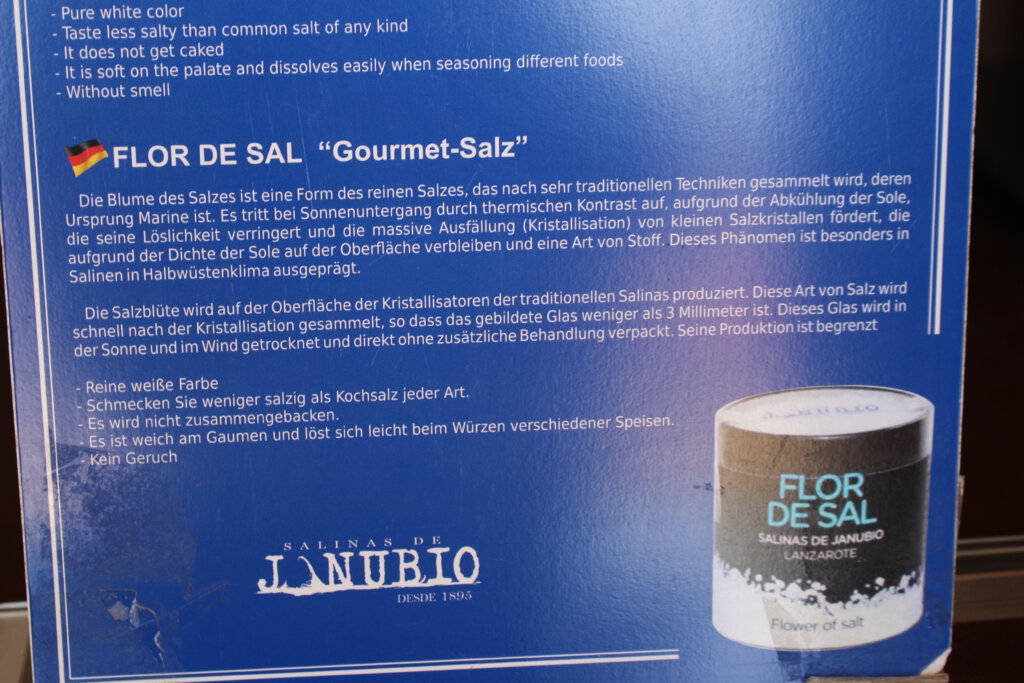 - Pure white color
- Taste less salty than common salt of any kind
- It does not get caked
- It is soft on the palate and dissolves easily when seasoning different foods
- Without smell
FLOR DE SAL “Gourmet-Salz”
Die Blume des Salzes ist eine Form des reinen Salzes, das nach sehr traditionellen Techniken gesammelt wird, deren
Ursprung Marine ist. Es tritt bei Sonnenuntergang durch thermischen Kontrast auf, aufgrund der Abkühlung der Sole,
die seine Löslichkeit verringert und die massive Ausfällung (Kristallisation) von kleinen Salzkristallen fördert, die
aufgrund der Dichte der Sole auf der Oberfläche verbleiben und eine Art von Stoff. Dieses Phänomen ist besonders in
Salinen in Halbwüstenklima ausgeprägt.
Die Salzblüte wird auf der Oberfläche der Kristallisatoren der traditionellen Salinas produziert. Diese Art von Salz wird
schnell nach der Kristallisation gesammelt, so dass das gebildete Glas weniger als 3 Millimeter ist. Dieses Glas wird in
der Sonne und im Wind getrocknet und direkt ohne zusätzliche Behandlung verpackt. Seine Produktion ist begrenzt
- Reine weiße Farbe
- Schmecken Sie weniger salzig als Kochsalz jeder Art.
- Es wird nicht zusammengebacken.
- Es ist weich am Gaumen und löst sich leicht beim Würzen verschiedener Speisen.
- Kein Geruch
JANUBIO
FLOR
DE SAL
SALINAS DE JANUBIO
LANZAROTE
Flower of salt
SALINAS DE
JANUBIO
DESDE 1895